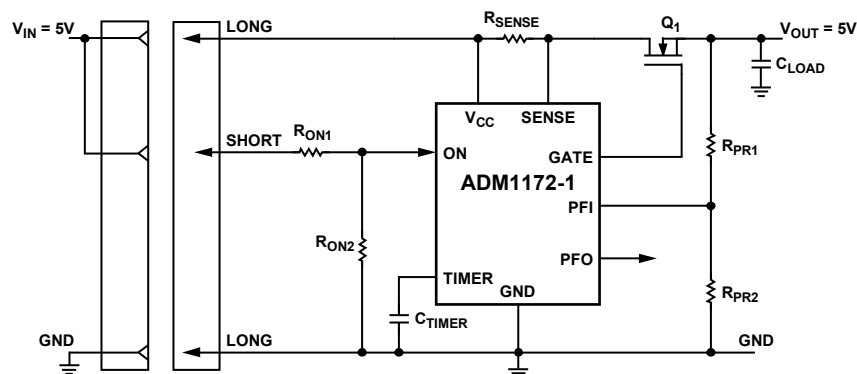 VIN = 5V
LONG
RSENSE
Q1
VOUT = 5V
CLOAD
VCC
SENSE
SHORT
RON1
ON
GATE
RPR1
ADM1172-1
PFI
RON2
PFO
TIMER
GND
RPR2
CTIMER
GND
LONG
GND